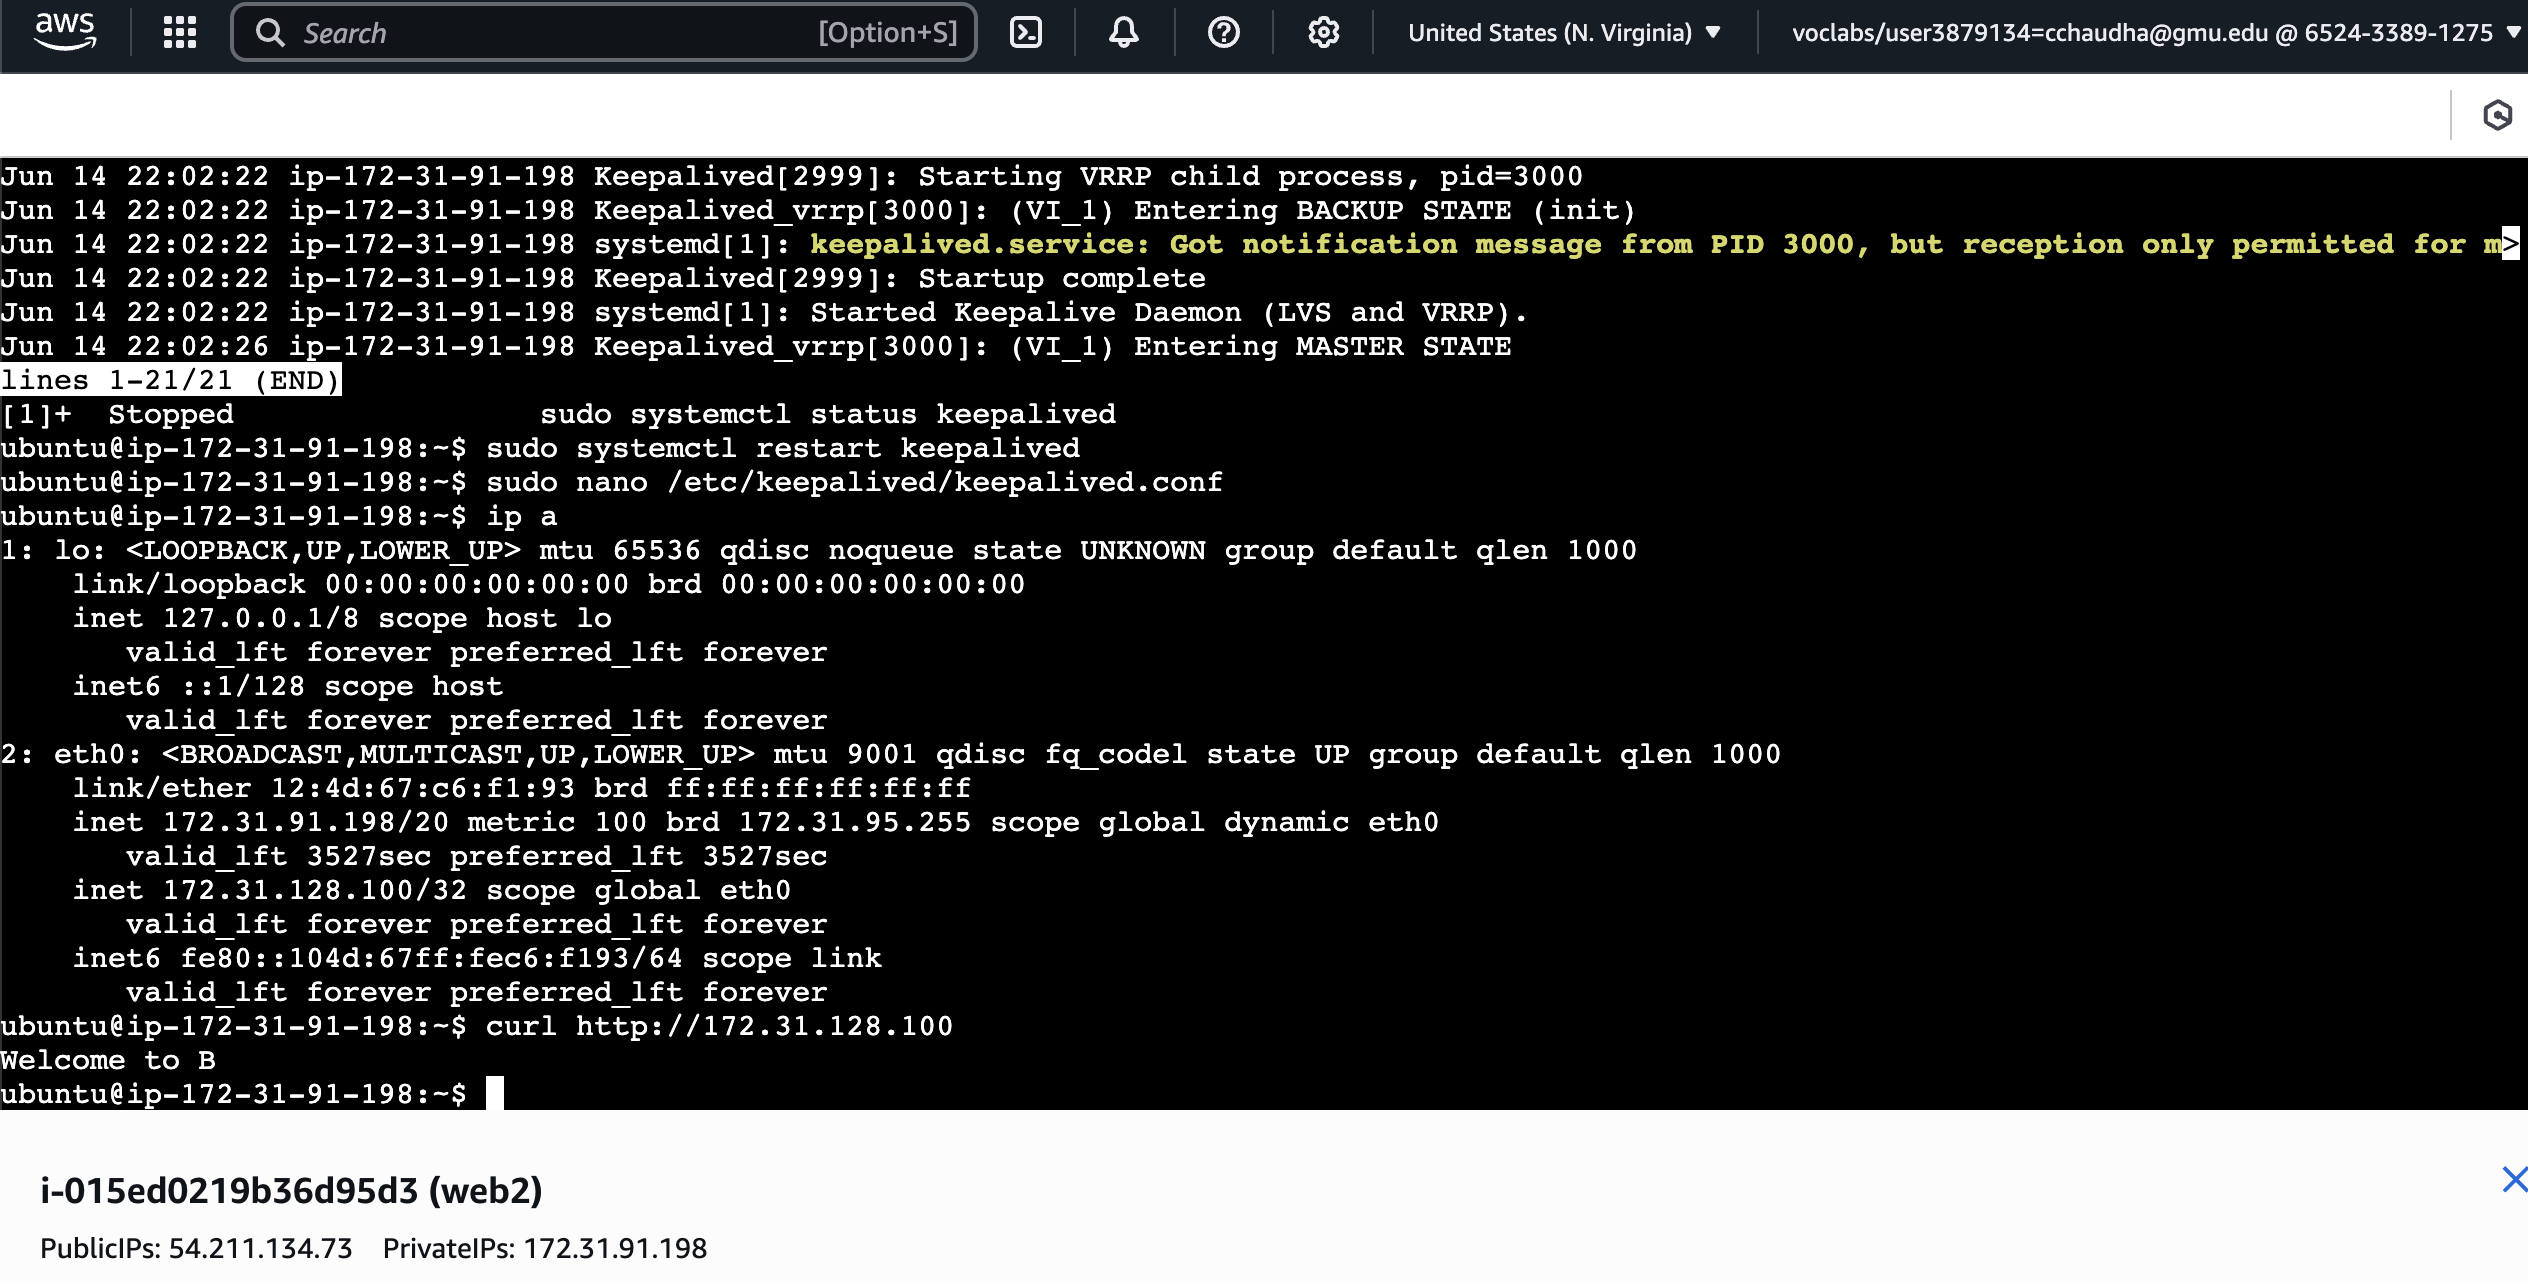 aws Search [Option+S] United States (N. Virginia) ▼ voclabs/user3879134=cchaudha@gmu.edu @ 6524-3389-1275 ▼
Jun 14 22:02:22 ip-172-31-91-198 Keepalived[2999]: Starting VRRP child process, pid=3000
Jun 14 22:02:22 ip-172-31-91-198 Keepalived_vrrp[3000]: (VI_1) Entering BACKUP STATE (init)
Jun 14 22:02:22 ip-172-31-91-198 systemd[1]: keepalived.service: Got notification message from PID 3000, but reception only permitted for m>
Jun 14 22:02:22 ip-172-31-91-198 Keepalived[2999]: Startup complete
Jun 14 22:02:22 ip-172-31-91-198 systemd[1]: Started Keepalive Daemon (LVS and VRRP).
Jun 14 22:02:26 ip-172-31-91-198 Keepalived_vrrp[3000]: (VI_1) Entering MASTER STATE
lines 1-21/21 (END)
[1]+  Stopped                 sudo systemctl status keepalived
ubuntu@ip-172-31-91-198:~$ sudo systemctl restart keepalived
ubuntu@ip-172-31-91-198:~$ sudo nano /etc/keepalived/keepalived.conf
ubuntu@ip-172-31-91-198:~$ ip a
1: lo: <LOOPBACK,UP,LOWER_UP> mtu 65536 qdisc noqueue state UNKNOWN group default qlen 1000
    link/loopback 00:00:00:00:00:00 brd 00:00:00:00:00:00
    inet 127.0.0.1/8 scope host lo
       valid_lft forever preferred_lft forever
    inet6 ::1/128 scope host
       valid_lft forever preferred_lft forever
2: eth0: <BROADCAST,MULTICAST,UP,LOWER_UP> mtu 9001 qdisc fq_codel state UP group default qlen 1000
    link/ether 12:4d:67:c6:f1:93 brd ff:ff:ff:ff:ff:ff
    inet 172.31.91.198/20 metric 100 brd 172.31.95.255 scope global dynamic eth0
       valid_lft 3527sec preferred_lft 3527sec
    inet 172.31.128.100/32 scope global eth0
       valid_lft forever preferred_lft forever
    inet6 fe80::104d:67ff:fec6:f193/64 scope link
       valid_lft forever preferred_lft forever
ubuntu@ip-172-31-91-198:~$ curl http://172.31.128.100
Welcome to B
ubuntu@ip-172-31-91-198:~$
i-015ed0219b36d95d3 (web2)
PublicIPs: 54.211.134.73 PrivateIPs: 172.31.91.198